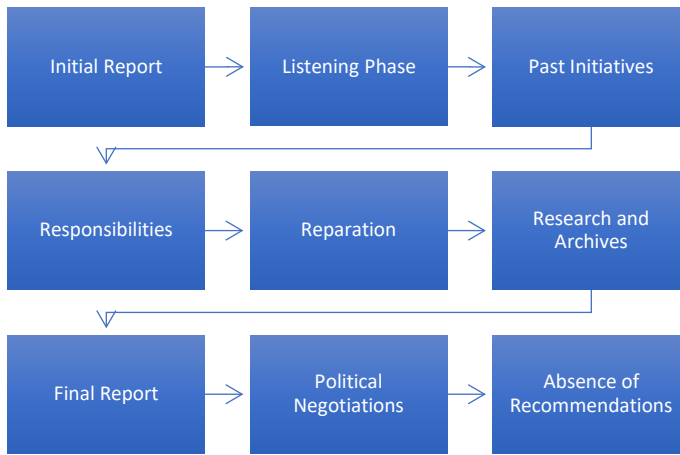 Initial Report
Listening Phase
Past Initiatives
Responsibilities
Reparation
Research and
Archives
Final Report
Political
Negotiations
Absence of
Recommendations